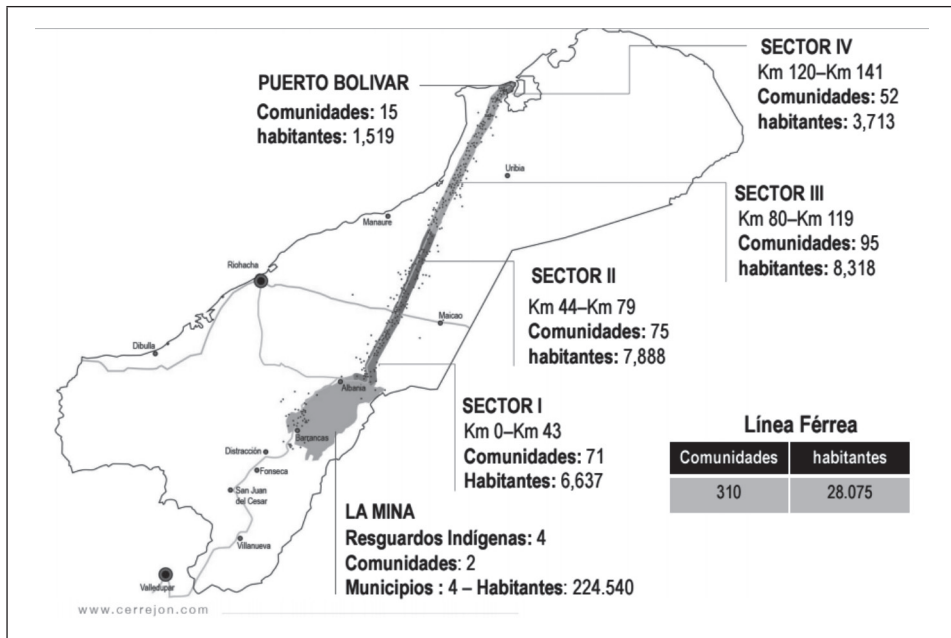 SECTOR IV
Km 120–Km 141
Comunidades: 52
habitantes: 3,713
PUERTO BOLIVAR
Comunidades: 15
habitantes: 1,519
Uribia
SECTOR III
Km 80–Km 119
Comunidades: 95
habitantes: 8,318
Manaure
Riohacha
SECTOR II
Km 44–Km 79
Comunidades: 75
habitantes: 7,888
Maicao
Dibulla
Albania
SECTOR I
Km 0–Km 43
Comunidades: 71
Habitantes: 6,637
Barrancas
Distracción
Fonseca
San Juan
del Cesar
Villanueva
Valledupar
Línea Férrea
Comunidades habitantes
310 28.075
LA MINA
Resguardos Indígenas: 4
Comunidades: 2
Municipios : 4 – Habitantes: 224.540
www.cerrejon.com